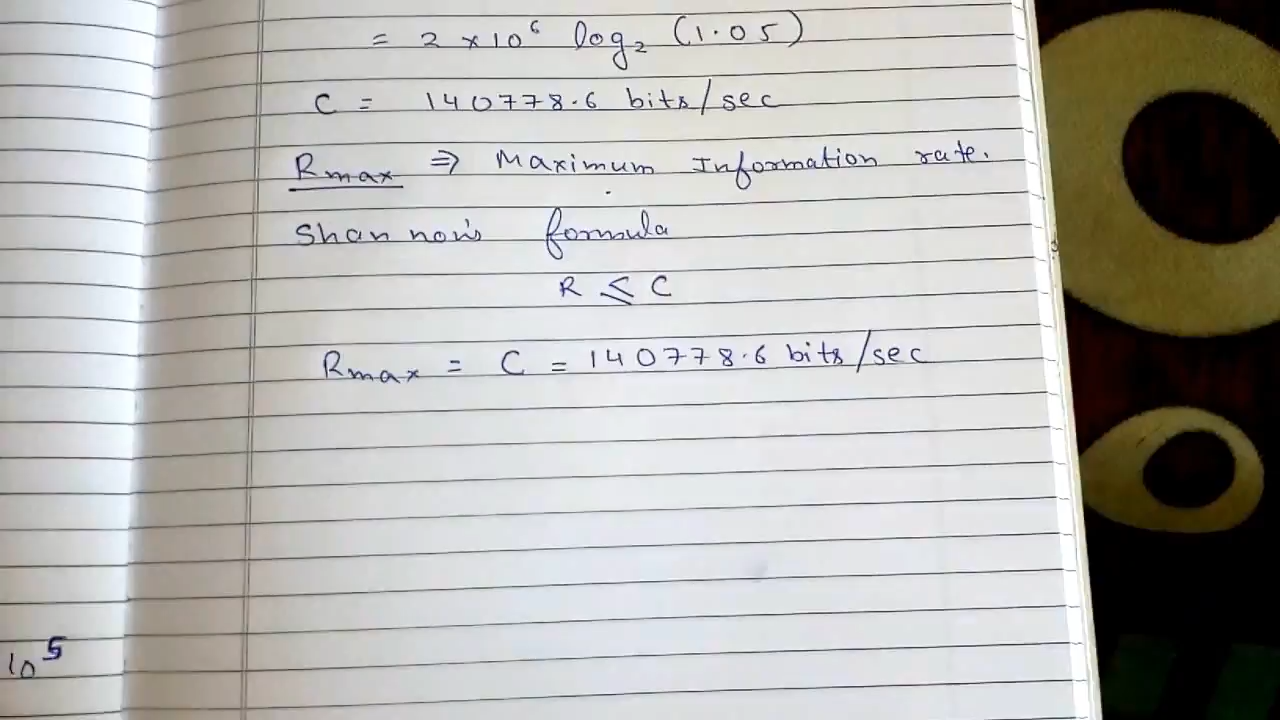 = 2 × 10⁶ log₂ (1.05)
C = 140778.6 bits/sec
Rmax ⇒ Maximum Information rate.
Shannon's formula
R ≤ C
Rmax = C = 140778.6 bits/sec
10⁵